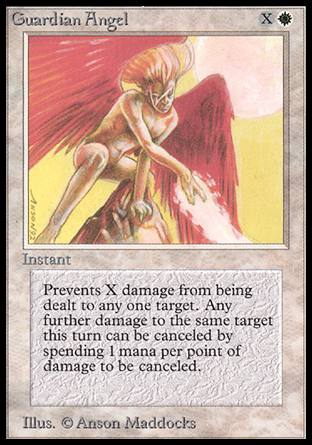 Guardian Angel X
Instant
Prevents X damage from being
dealt to any one target. Any
further damage to the same target
this turn can be canceled by
spending 1 mana per point of
damage to be canceled.
Illus. © Anson Maddocks